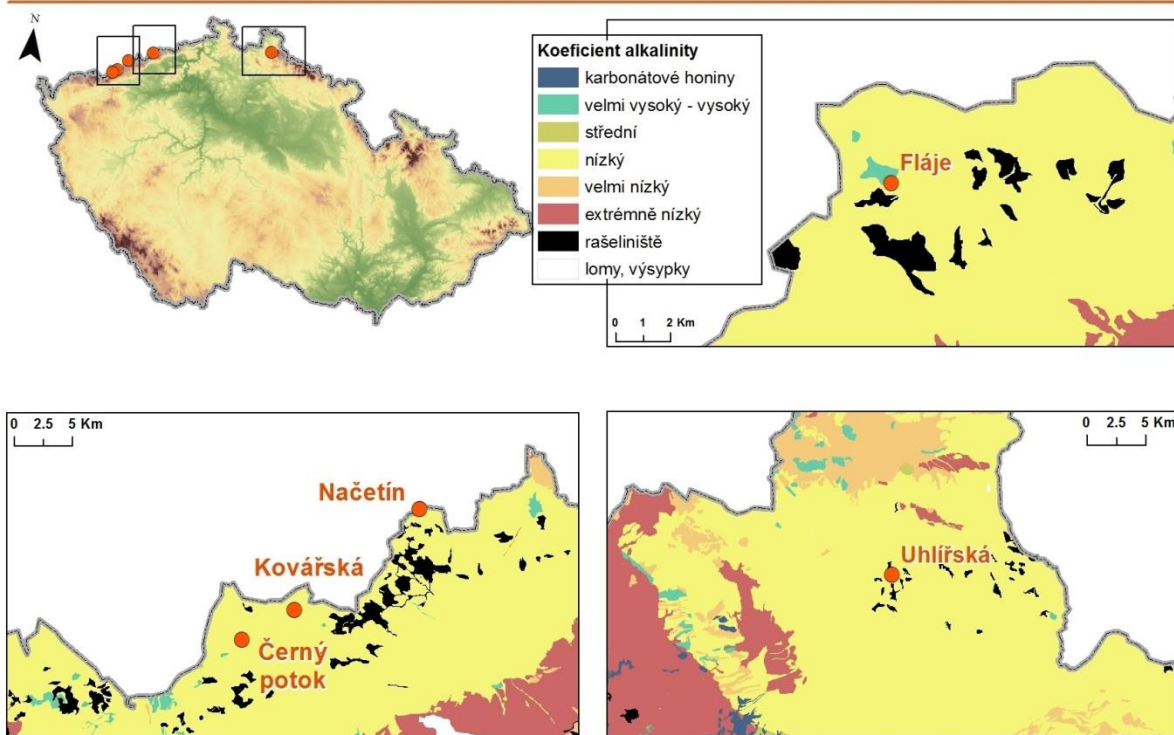 N
Koeficient alkalinity
karbonátové honiny
velmi vysoký - vysoký
střední
nízký
velmi nízký
extrémně nízký
rašeliniště
lomy, výsypky
Fláje
0 1 2 Km
0 2.5 5 Km
Načetín
Kovářská
Černý
potok
0 2.5 5 Km
Uhlířská